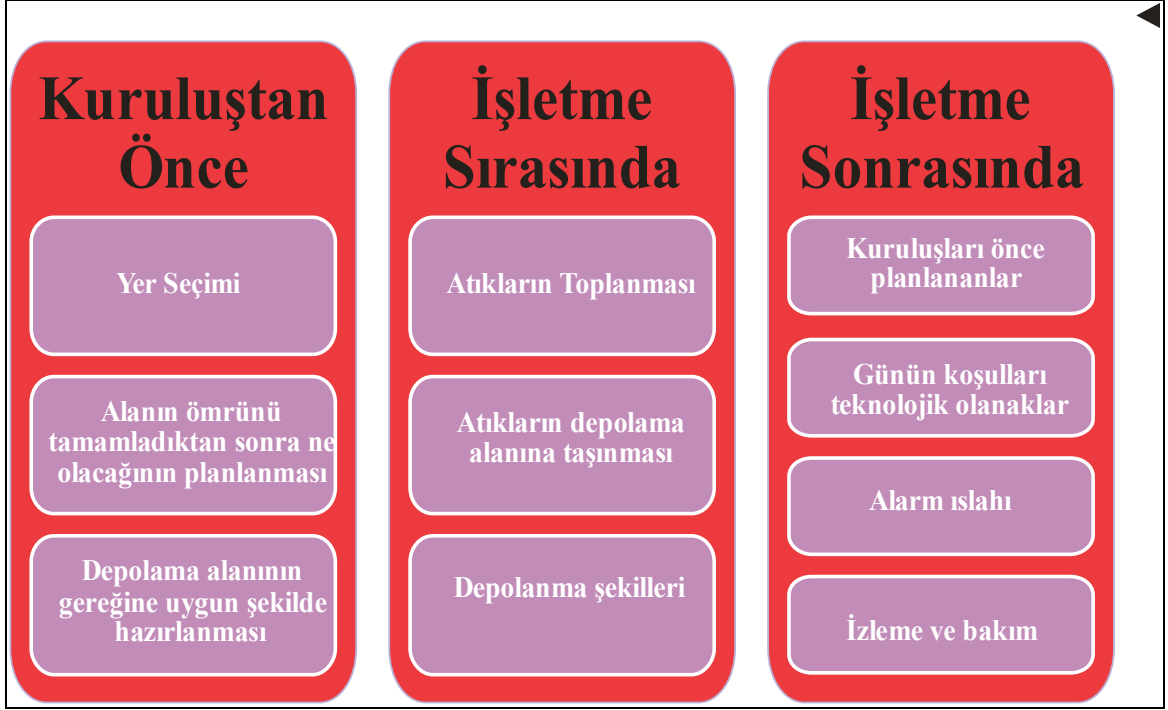 Kuruluştan
Önce
Yer Seçimi
Alanın ömrünü
tamamladıktan sonra ne
olacağının planlanması
Depolama alanının
gereğine uygun şekilde
hazırlanması
İşletme
Sırasında
Atıkların Toplanması
Atıkların depolama
alanına taşınması
Depolanma şekilleri
İşletme
Sonrasında
Kuruluşları önce
planlananlar
Günün koşulları
teknolojik olanaklar
Alarm ıslahı
İzleme ve bakım